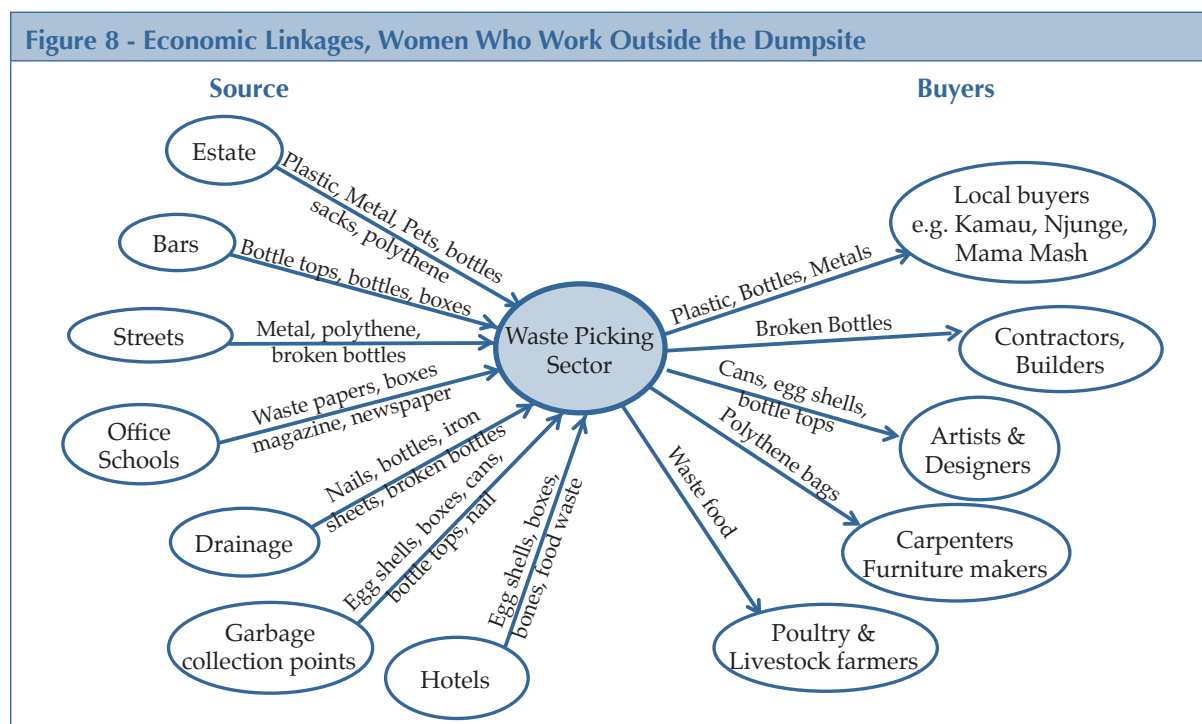 Figure 8 - Economic Linkages, Women Who Work Outside the Dumpsite
Source
Buyers
Estate
Plastic, Metal, Pets, bottles
sacks, polythene
Bars
Bottle tops, bottles, boxes
Streets
Metal, polythene,
broken bottles
Office
Schools
Waste papers, boxes
magazine, newspaper
Drainage
Nails, bottles, iron
sheets, broken bottles
Garbage
collection points
Egg shells, boxes, cans,
bottle tops, nail
Hotels
Egg shells, boxes,
bones, food waste
Waste Picking
Sector
Plastic, Bottles, Metals
Local buyers
e.g. Kamau, Njunge,
Mama Mash
Broken Bottles
Contractors,
Builders
Cans, egg shells,
bottle tops
Artists &
Designers
Polythene bags
Carpenters
Furniture makers
Waste food
Poultry &
Livestock farmers